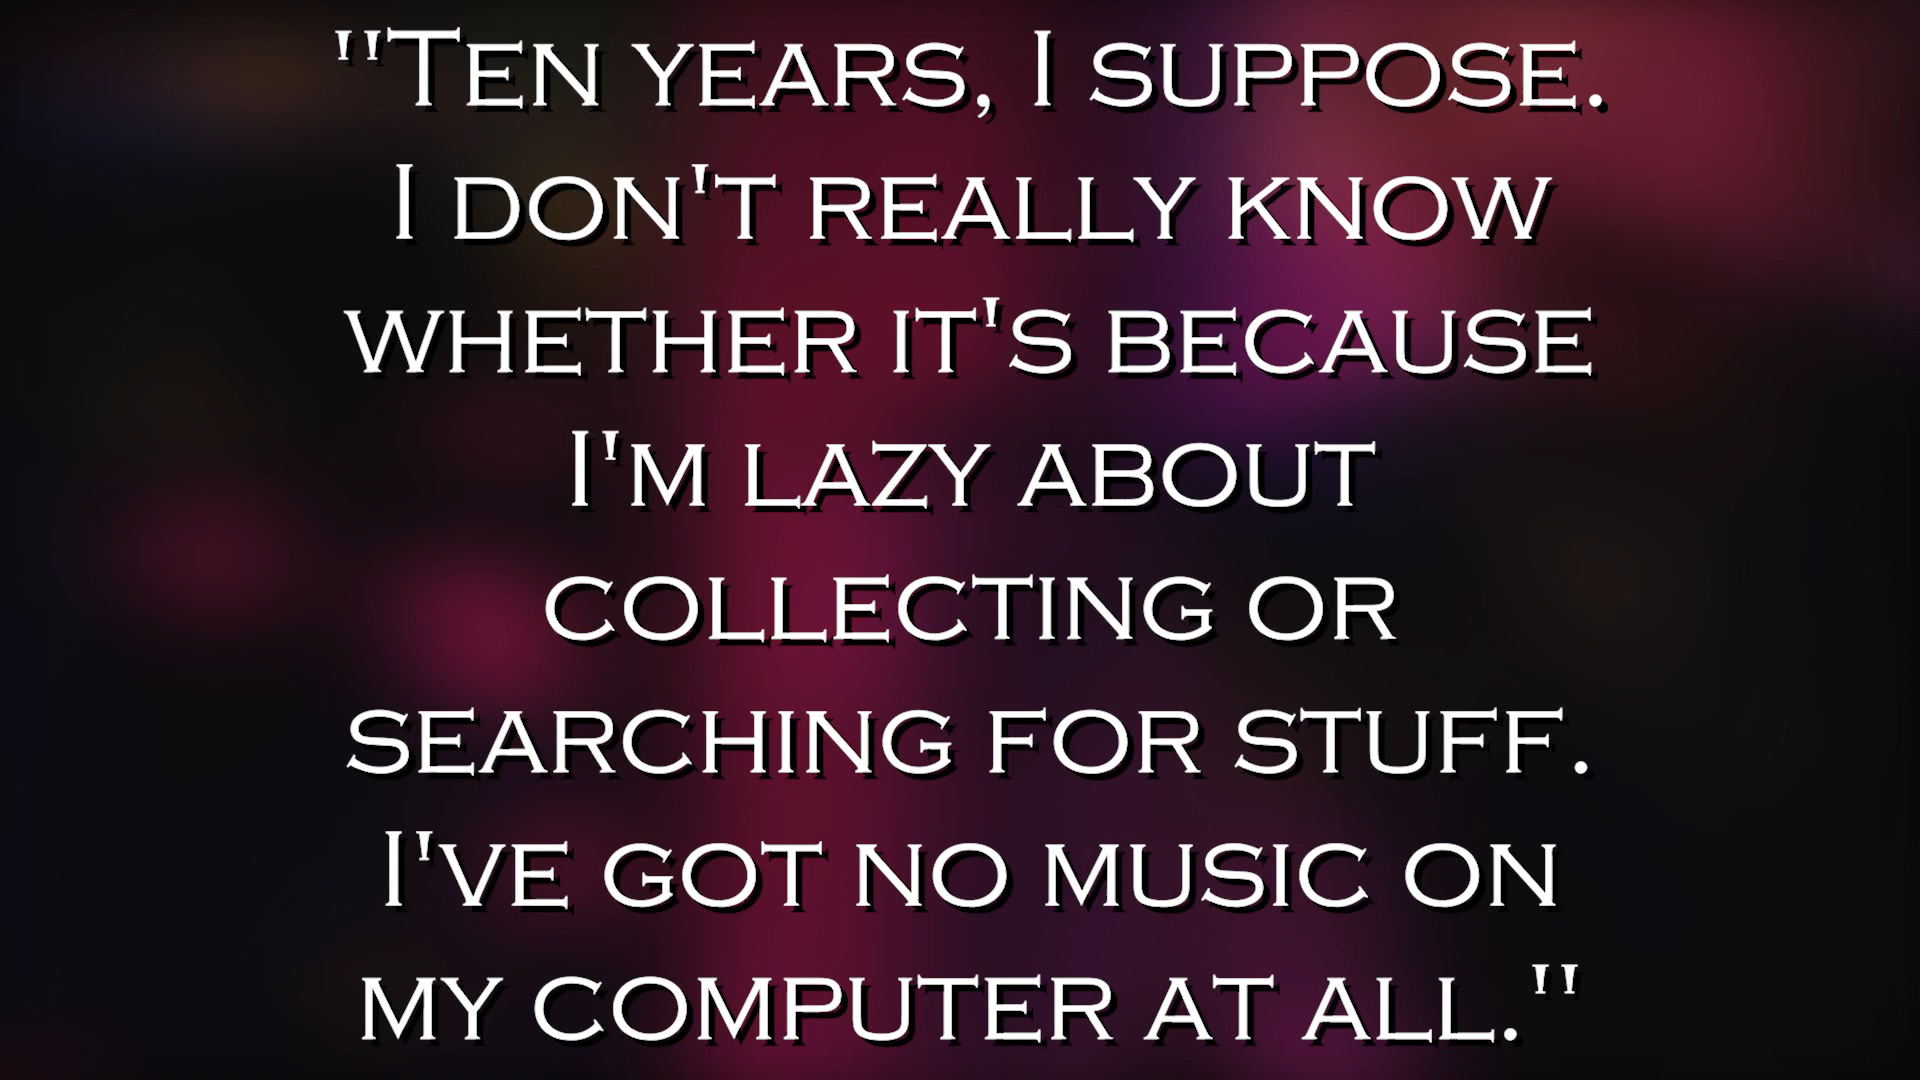 "Ten years, I suppose.
I don't really know
whether it's because
I'm lazy about
collecting or
searching for stuff.
I've got no music on
my computer at all."